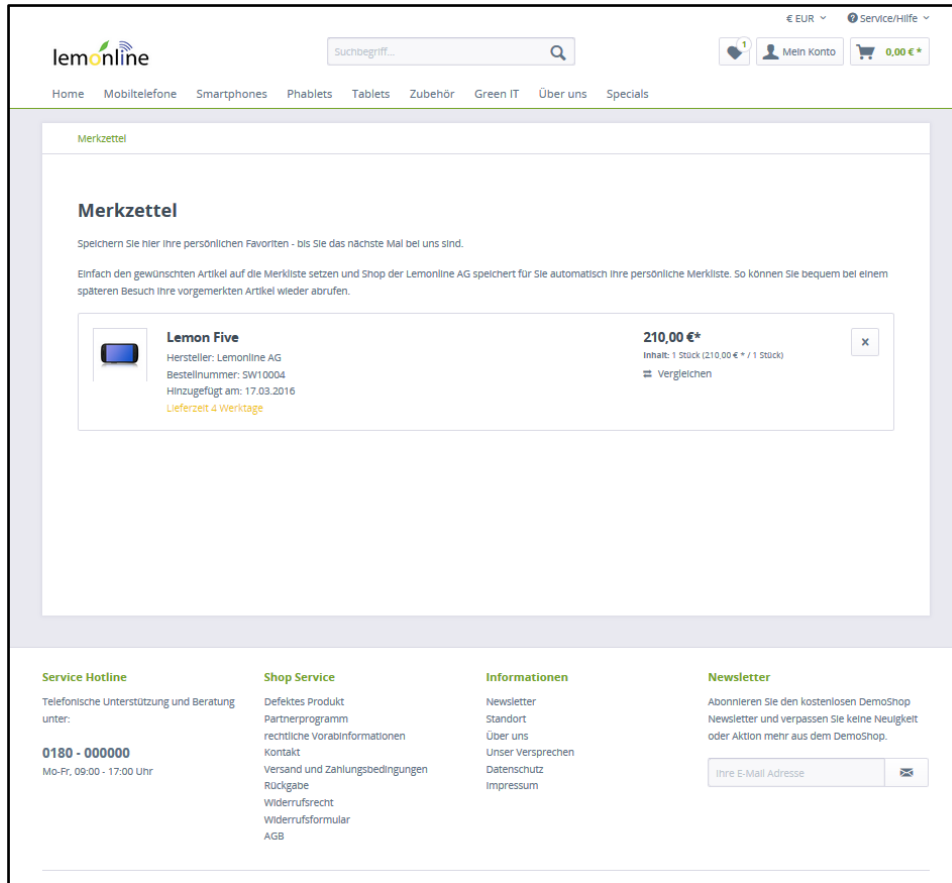 € EUR
Service/Hilfe
lemonline
Suchbegriff...
1
Mein Konto
0,00 € *
Home Mobiltelefone Smartphones Phablets Tablets Zubehör Green IT Über uns Specials
Merkzettel
Merkzettel
Speichern Sie hier Ihre persönlichen Favoriten - bis Sie das nächste Mal bei uns sind.
Einfach den gewünschten Artikel auf die Merkliste setzen und Shop der Lemonline AG speichert für Sie automatisch Ihre persönliche Merkliste. So können Sie bequem bei einem
späteren Besuch Ihre vorgemerkten Artikel wieder abrufen.
Lemon Five
Hersteller: Lemonline AG
Bestellnummer: SW10004
Hinzugefügt am: 17.03.2016
Lieferzeit 4 Werktage
210,00 €*
Inhalt: 1 Stück (210,00 € * / 1 Stück)
Vergleichen
x
Service Hotline
Telefonische Unterstützung und Beratung
unter:
0180 - 000000
Mo-Fr, 09:00 - 17:00 Uhr
Shop Service
Defektes Produkt
Partnerprogramm
rechtliche Vorabinformationen
Kontakt
Versand und Zahlungsbedingungen
Rückgabe
Widerrufsrecht
Widerrufsformular
AGB
Informationen
Newsletter
Standort
Über uns
Unser Versprechen
Datenschutz
Impressum
Newsletter
Abonnieren Sie den kostenlosen DemoShop
Newsletter und verpassen Sie keine Neuigkeit
oder Aktion mehr aus dem DemoShop.
Ihre E-Mail Adresse